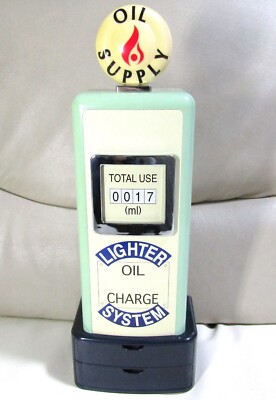 OIL
SUPPLY
TOTAL USE
0017
(ml)
LIGHTER
OIL
CHARGE
SYSTEM